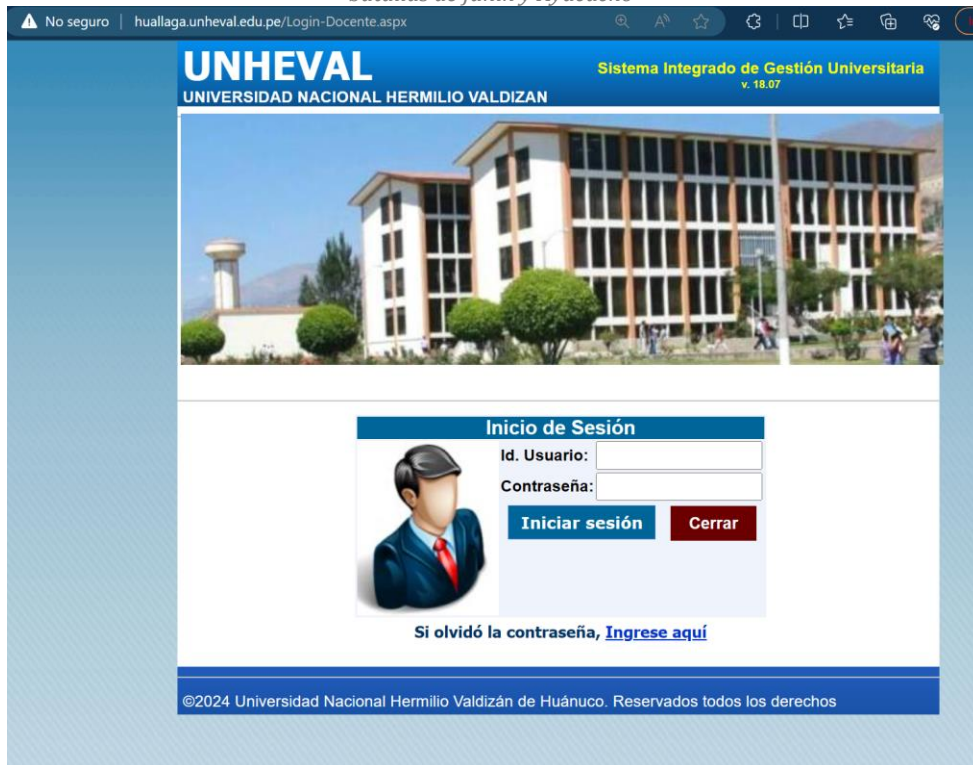 No seguro | huallaga.unheval.edu.pe/Login-Docente.aspx
UNHEVAL
UNIVERSIDAD NACIONAL HERMILIO VALDIZAN
Sistema Integrado de Gestión Universitaria
v. 18.07
Inicio de Sesión
Id. Usuario:
Contraseña:
Iniciar sesión Cerrar
Si olvidó la contraseña, Ingrese aquí
©2024 Universidad Nacional Hermilio Valdizán de Huánuco. Reservados todos los derechos